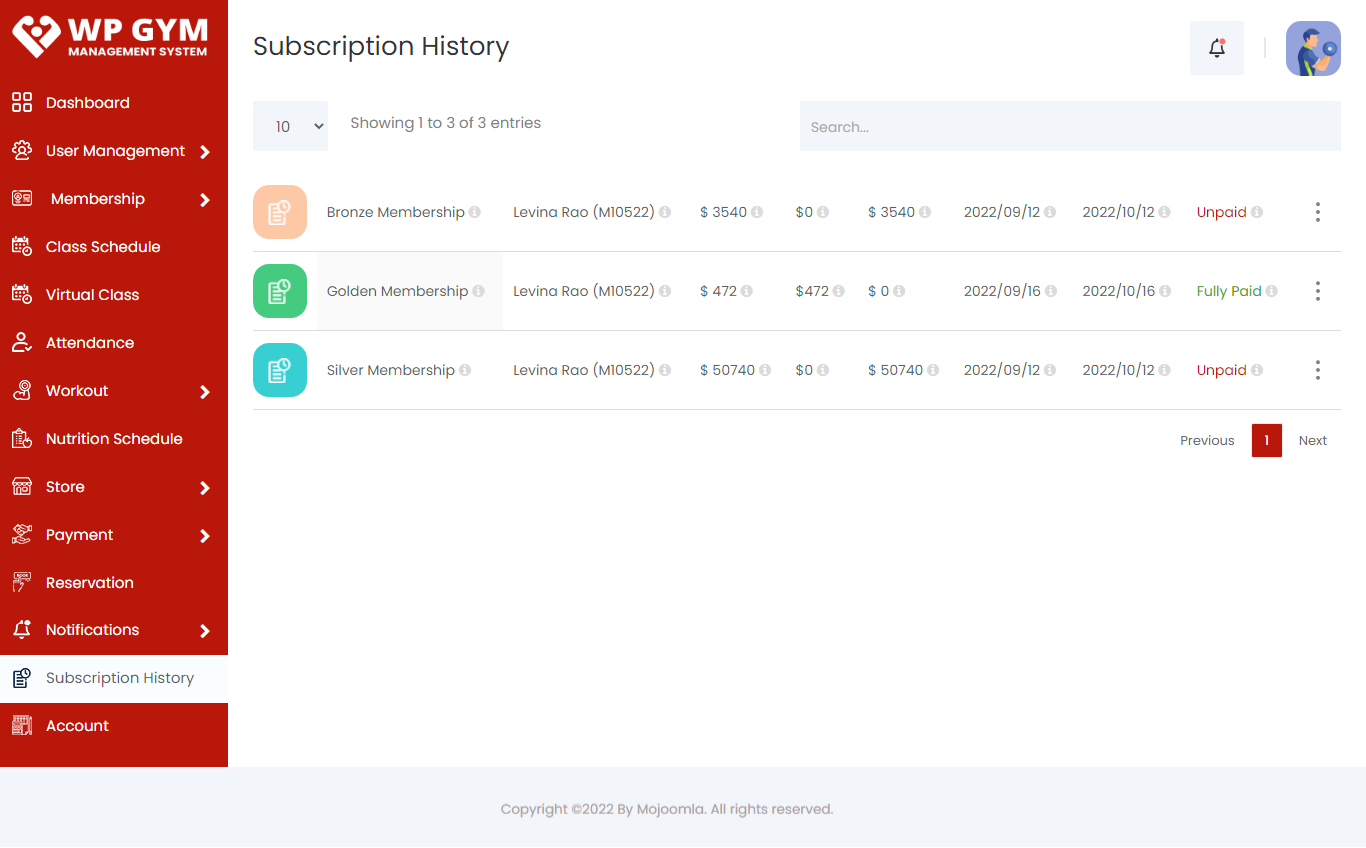 WP GYM
MANAGEMENT SYSTEM
Dashboard
User Management
Membership
Class Schedule
Virtual Class
Attendance
Workout
Nutrition Schedule
Store
Payment
Reservation
Notifications
Subscription History
Account
Subscription History
10 Showing 1 to 3 of 3 entries Search...
Bronze Membership Levina Rao (M10522) $ 3540 $0 $ 3540 2022/09/12 2022/10/12 Unpaid
Golden Membership Levina Rao (M10522) $ 472 $472 $ 0 2022/09/16 2022/10/16 Fully Paid
Silver Membership Levina Rao (M10522) $ 50740 $0 $ 50740 2022/09/12 2022/10/12 Unpaid
Previous 1 Next
Copyright ©2022 By Mojoomla. All rights reserved.